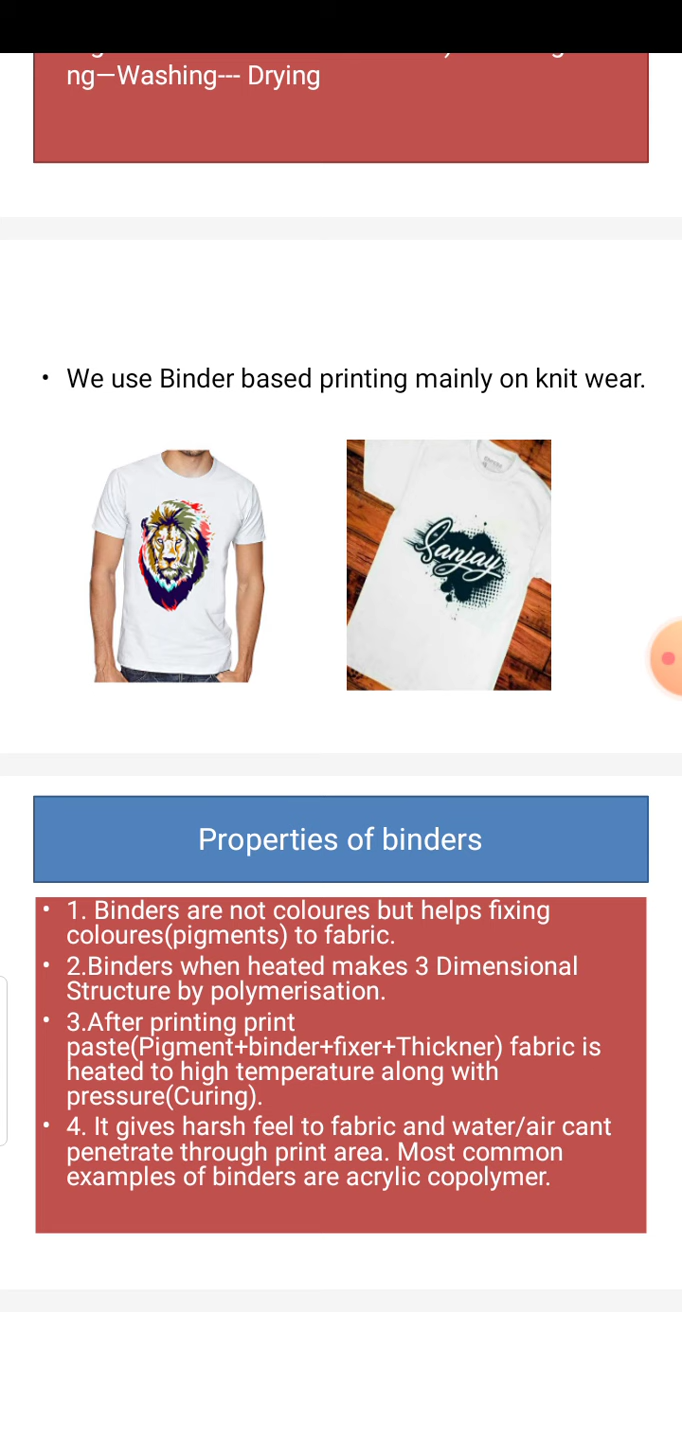 ng—Washing--- Drying
• We use Binder based printing mainly on knit wear.
Sanjay
Properties of binders
• 1. Binders are not coloures but helps fixing
coloures(pigments) to fabric.
• 2.Binders when heated makes 3 Dimensional
Structure by polymerisation.
• 3.After printing print
paste(Pigment+binder+fixer+Thickner) fabric is
heated to high temperature along with
pressure(Curing).
• 4. It gives harsh feel to fabric and water/air cant
penetrate through print area. Most common
examples of binders are acrylic copolymer.